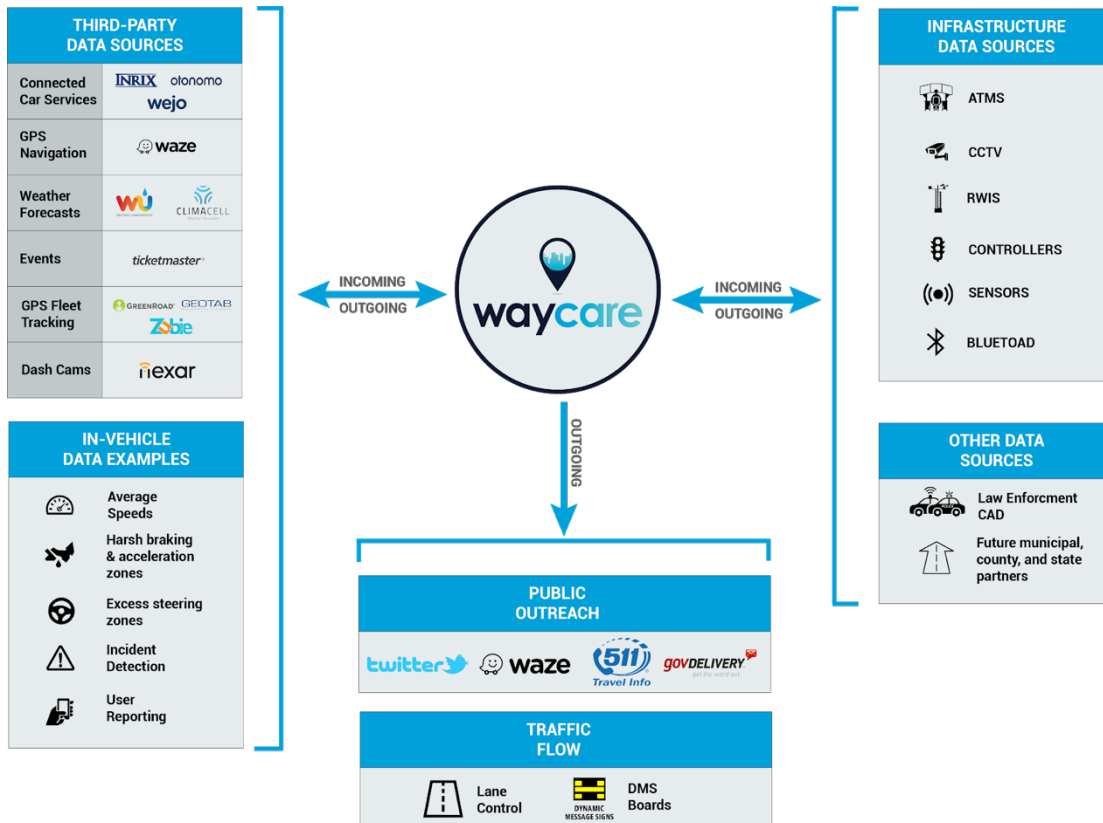 THIRD-PARTY
DATA SOURCES
Connected
Car Services
INRIX otonomo
wejo
GPS
Navigation
waze
Weather
Forecasts
WU
CLIMACELL
Events
ticketmaster
GPS Fleet
Tracking
GREENROAD GEOTAB
Zubie
Dash Cams
nexar
IN-VEHICLE
DATA EXAMPLES
Average
Speeds
Harsh braking
& acceleration
zones
Excess steering
zones
Incident
Detection
User
Reporting
INCOMING
OUTGOING
waycare
INCOMING
OUTGOING
OUTGOING
PUBLIC
OUTREACH
twitter waze 511 govDELIVERY
Travel Info get the word out
TRAFFIC
FLOW
Lane
Control
DYNAMIC
MESSAGE SIGNS
DMS
Boards
INFRASTRUCTURE
DATA SOURCES
ATMS
CCTV
RWIS
CONTROLLERS
SENSORS
BLUETOAD
OTHER DATA
SOURCES
Law Enforcment
CAD
Future municipal,
county, and state
partners